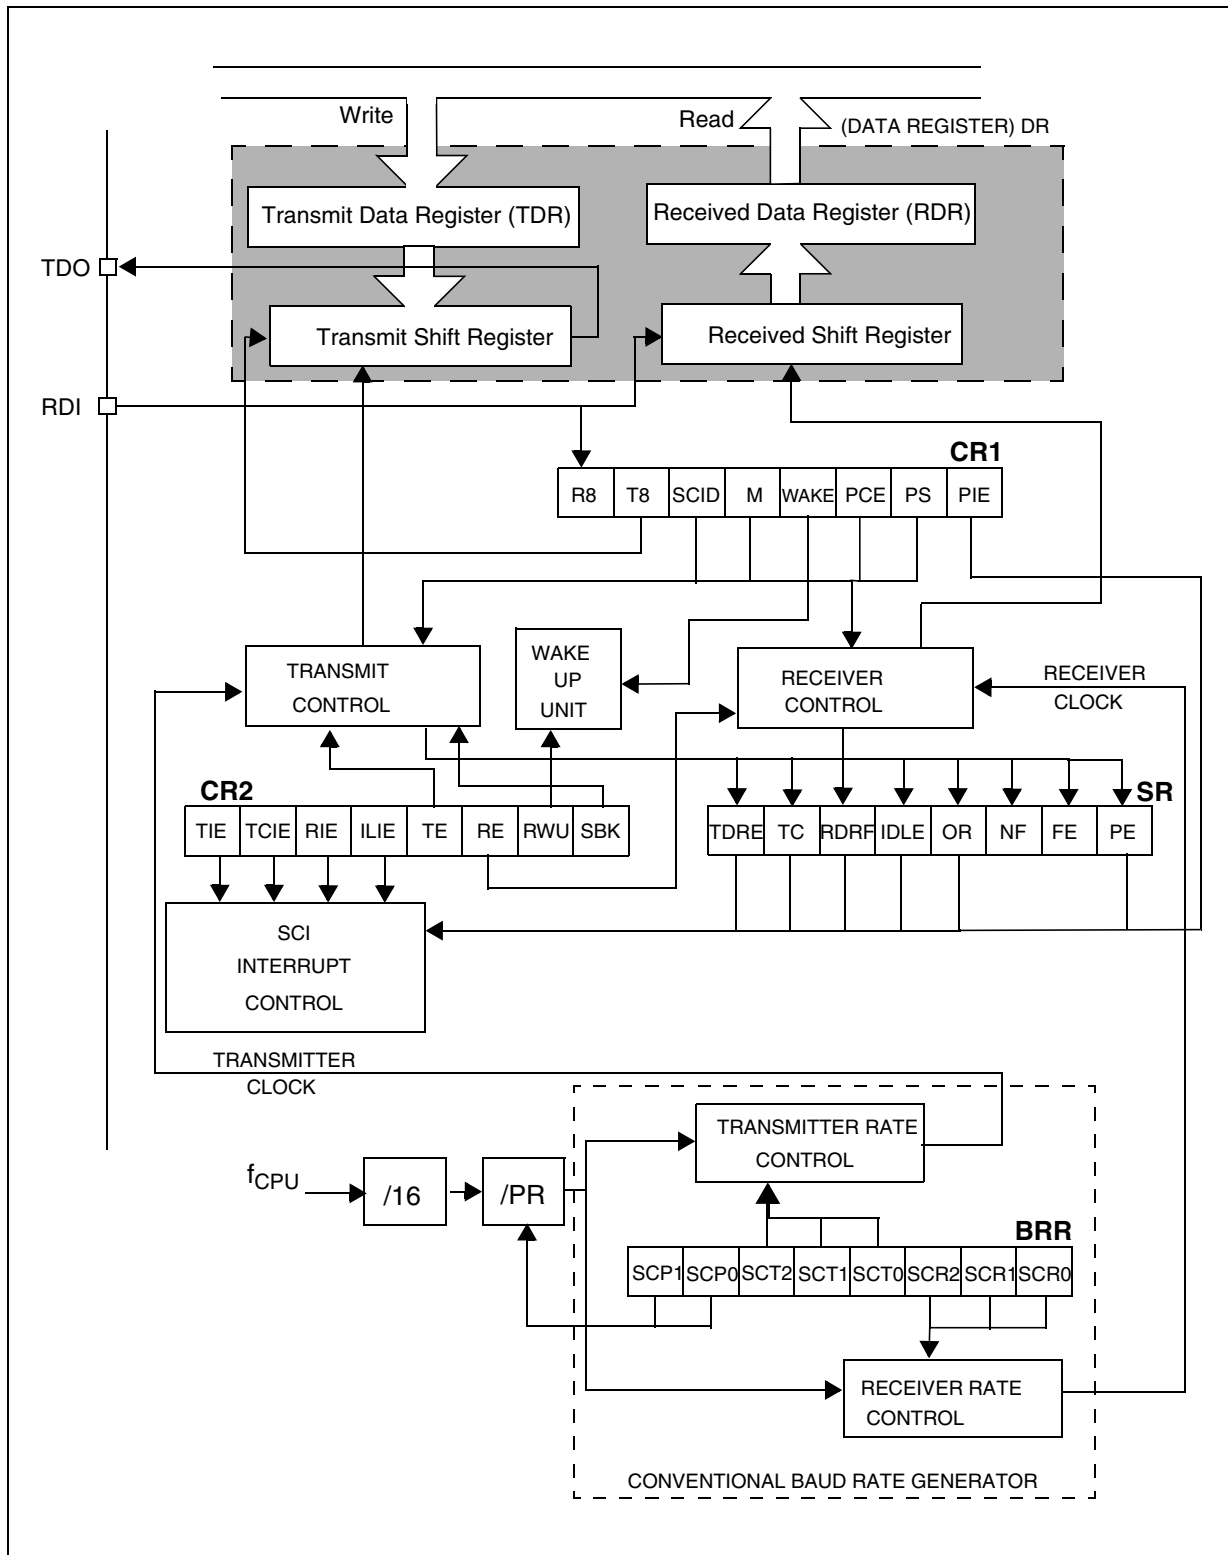 Write
Read
(DATA REGISTER) DR
Transmit Data Register (TDR)
Received Data Register (RDR)
TDO
Transmit Shift Register
Received Shift Register
RDI
CR1
R8 T8 SCID M WAKE PCE PS PIE
TRANSMIT
CONTROL
WAKE
UP
UNIT
RECEIVER
CONTROL
RECEIVER
CLOCK
CR2
SR
TIE TCIE RIE ILIE TE RE RWU SBK
TDRE TC RDRF IDLE OR NF FE PE
SCI
INTERRUPT
CONTROL
TRANSMITTER
CLOCK
TRANSMITTER RATE
CONTROL
fCPU
/16
/PR
BRR
SCP1 SCP0 SCT2 SCT1 SCT0 SCR2 SCR1 SCR0
RECEIVER RATE
CONTROL
CONVENTIONAL BAUD RATE GENERATOR